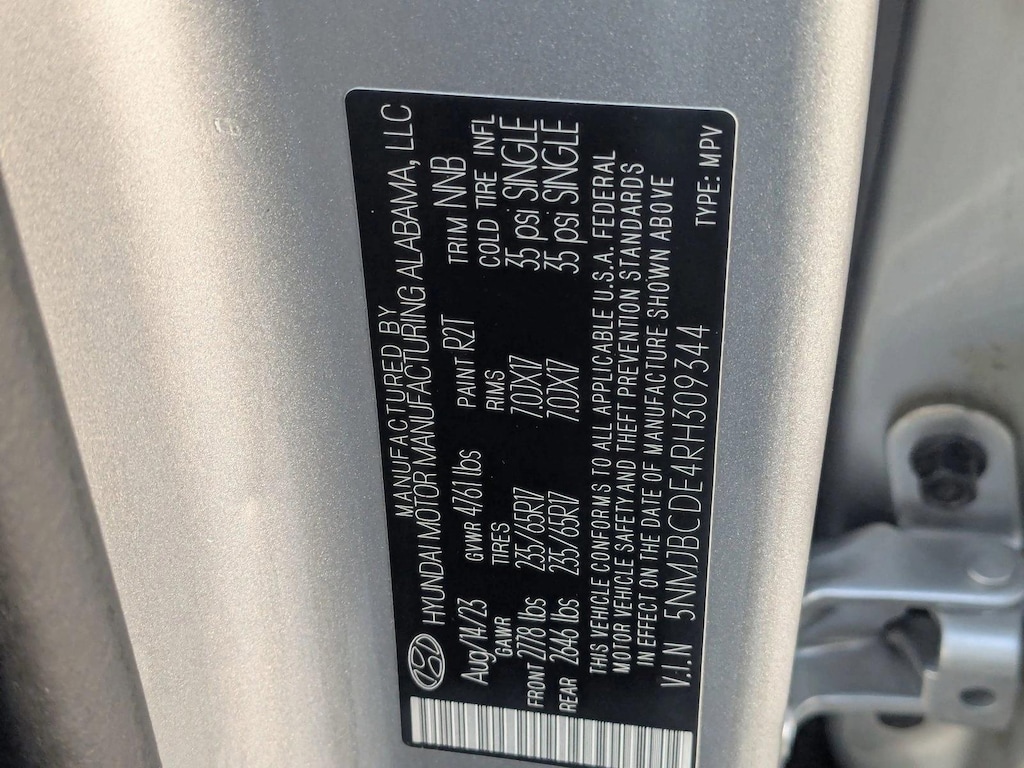 MANUFACTURED BY
HYUNDAI MOTOR MANUFACTURING ALABAMA, LLC
Aug/14/23 GVWR 4761 lbs PAINT R2T TRIM NNB
GAWR TIRES RIMS COLD TIRE INFL
FRONT 2778 lbs 235/65R17 7.0X17 35 psi SINGLE
REAR 2646 lbs 235/65R17 7.0X17 35 psi SINGLE
THIS VEHICLE CONFORMS TO ALL APPLICABLE U.S.A. FEDERAL
MOTOR VEHICLE SAFETY AND THEFT PREVENTION STANDARDS
IN EFFECT ON THE DATE OF MANUFACTURE SHOWN ABOVE
V.I.N 5NMJBCDE4RH309344
TYPE: MPV